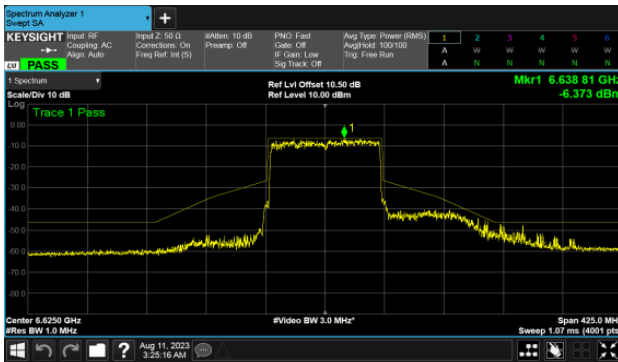 Spectrum Analyzer 1
Swept SA
+
KEYSIGHT
Input: RF
Coupling: AC
Align: Auto
Input Z: 50 Ω
Corrections: On
Freq Ref: Int (S)
#Atten: 10 dB
Preamp: Off
PNO: Fast
Gate: Off
IF Gain: Low
Sig Track: Off
Avg Type: Power (RMS)
Avg|Hold: 100/100
Trig: Free Run
1 2 3 4 5 6
A W W W W W
A N N N N N
LXI PASS
1 Spectrum
Scale/Div 10 dB
Ref Lvl Offset 10.50 dB
Ref Level 10.00 dBm
Mkr1 6.638 81 GHz
-6.373 dBm
Log
Trace 1 Pass
1
0.00
-10.0
-20.0
-30.0
-40.0
-50.0
-60.0
-70.0
-80.0
Center 6.6250 GHz
#Res BW 1.0 MHz
#Video BW 3.0 MHz*
Span 425.0 MH
Sweep 1.07 ms (4001 pts
?
Aug 11, 2023
3:25:16 AM